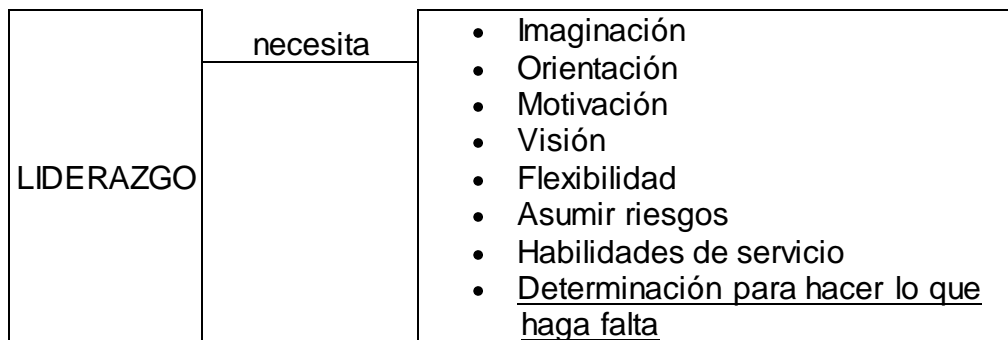 LIDERAZGO
necesita
• Imaginación
• Orientación
• Motivación
• Visión
• Flexibilidad
• Asumir riesgos
• Habilidades de servicio
• Determinación para hacer lo que
haga falta